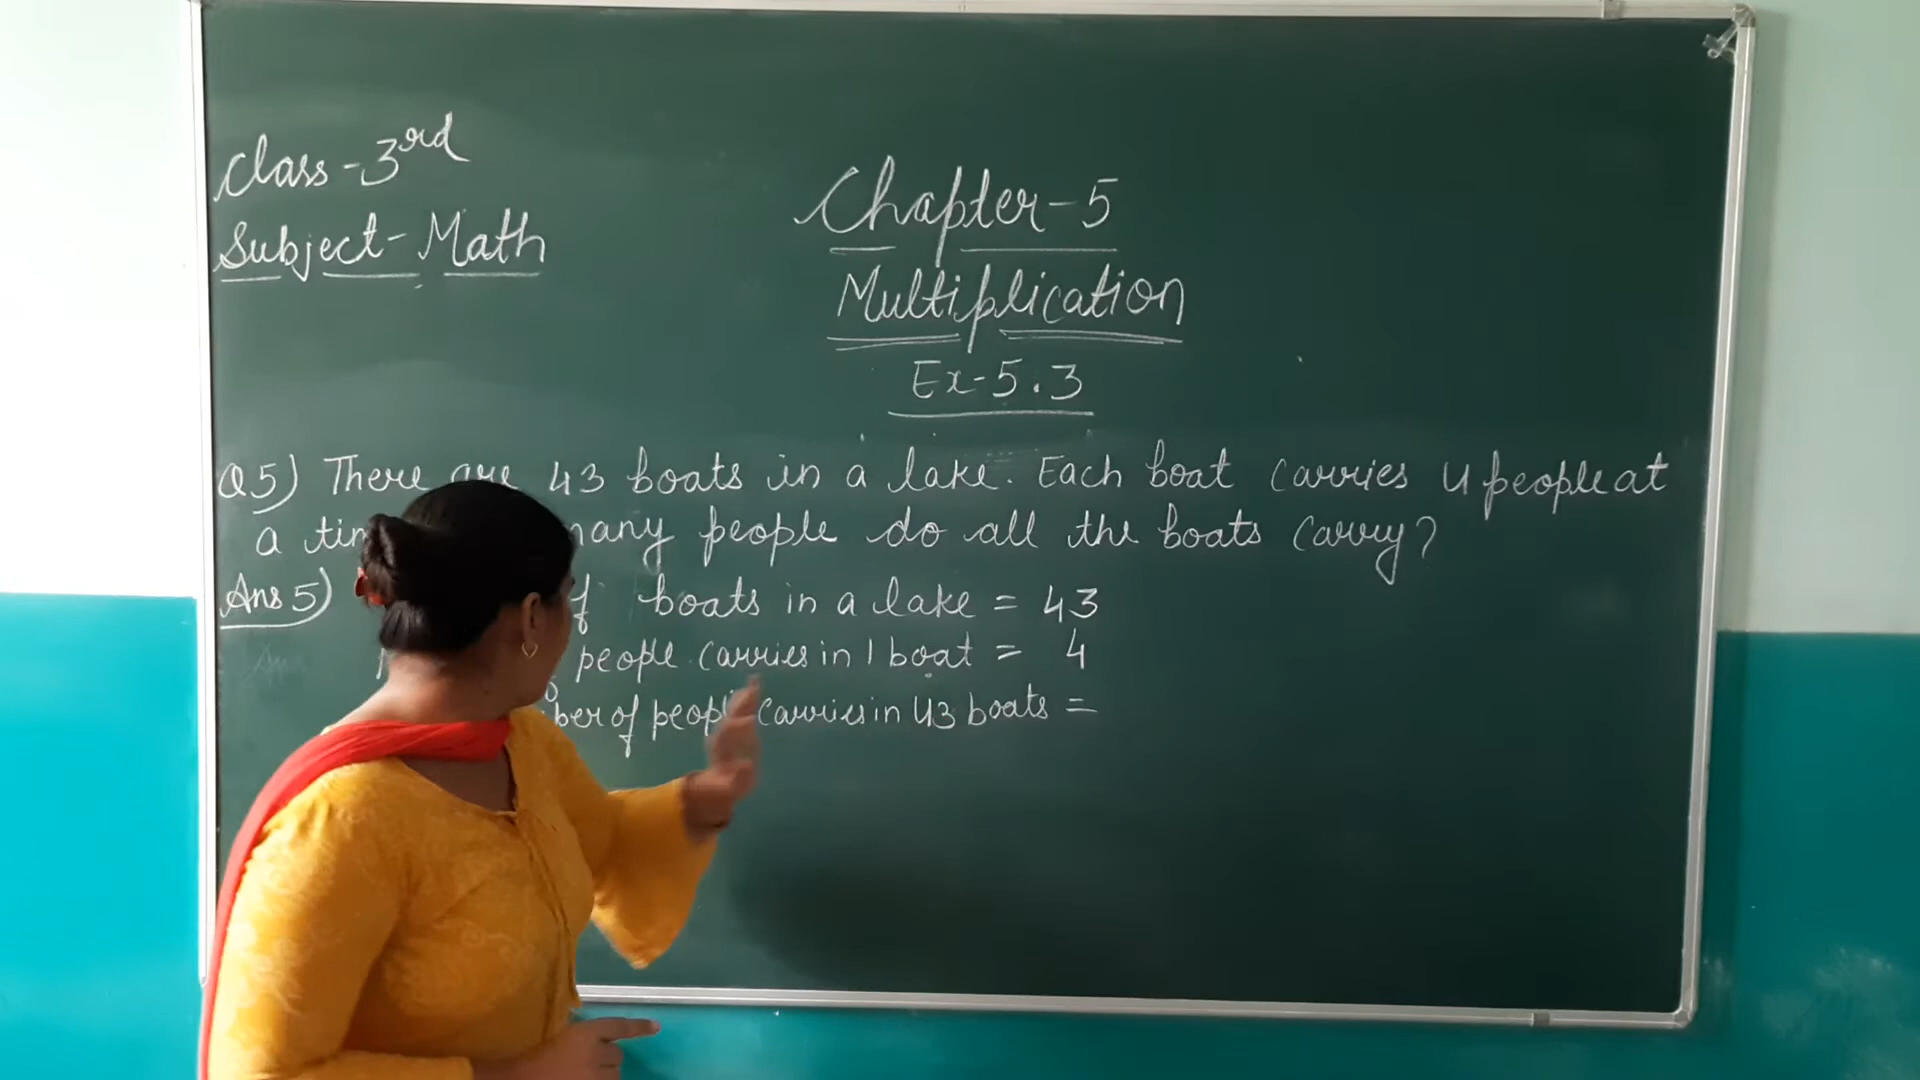 Class - 3rd
Subject - Math
Chapter - 5
Multiplication
Ex - 5.3
Q5) There are 43 boats in a lake. Each boat carries 4 people at
a many people do all the boats carry?
Ans 5) boats in a lake = 43
people carries in 1 boat = 4
of people carries in 43 boats =